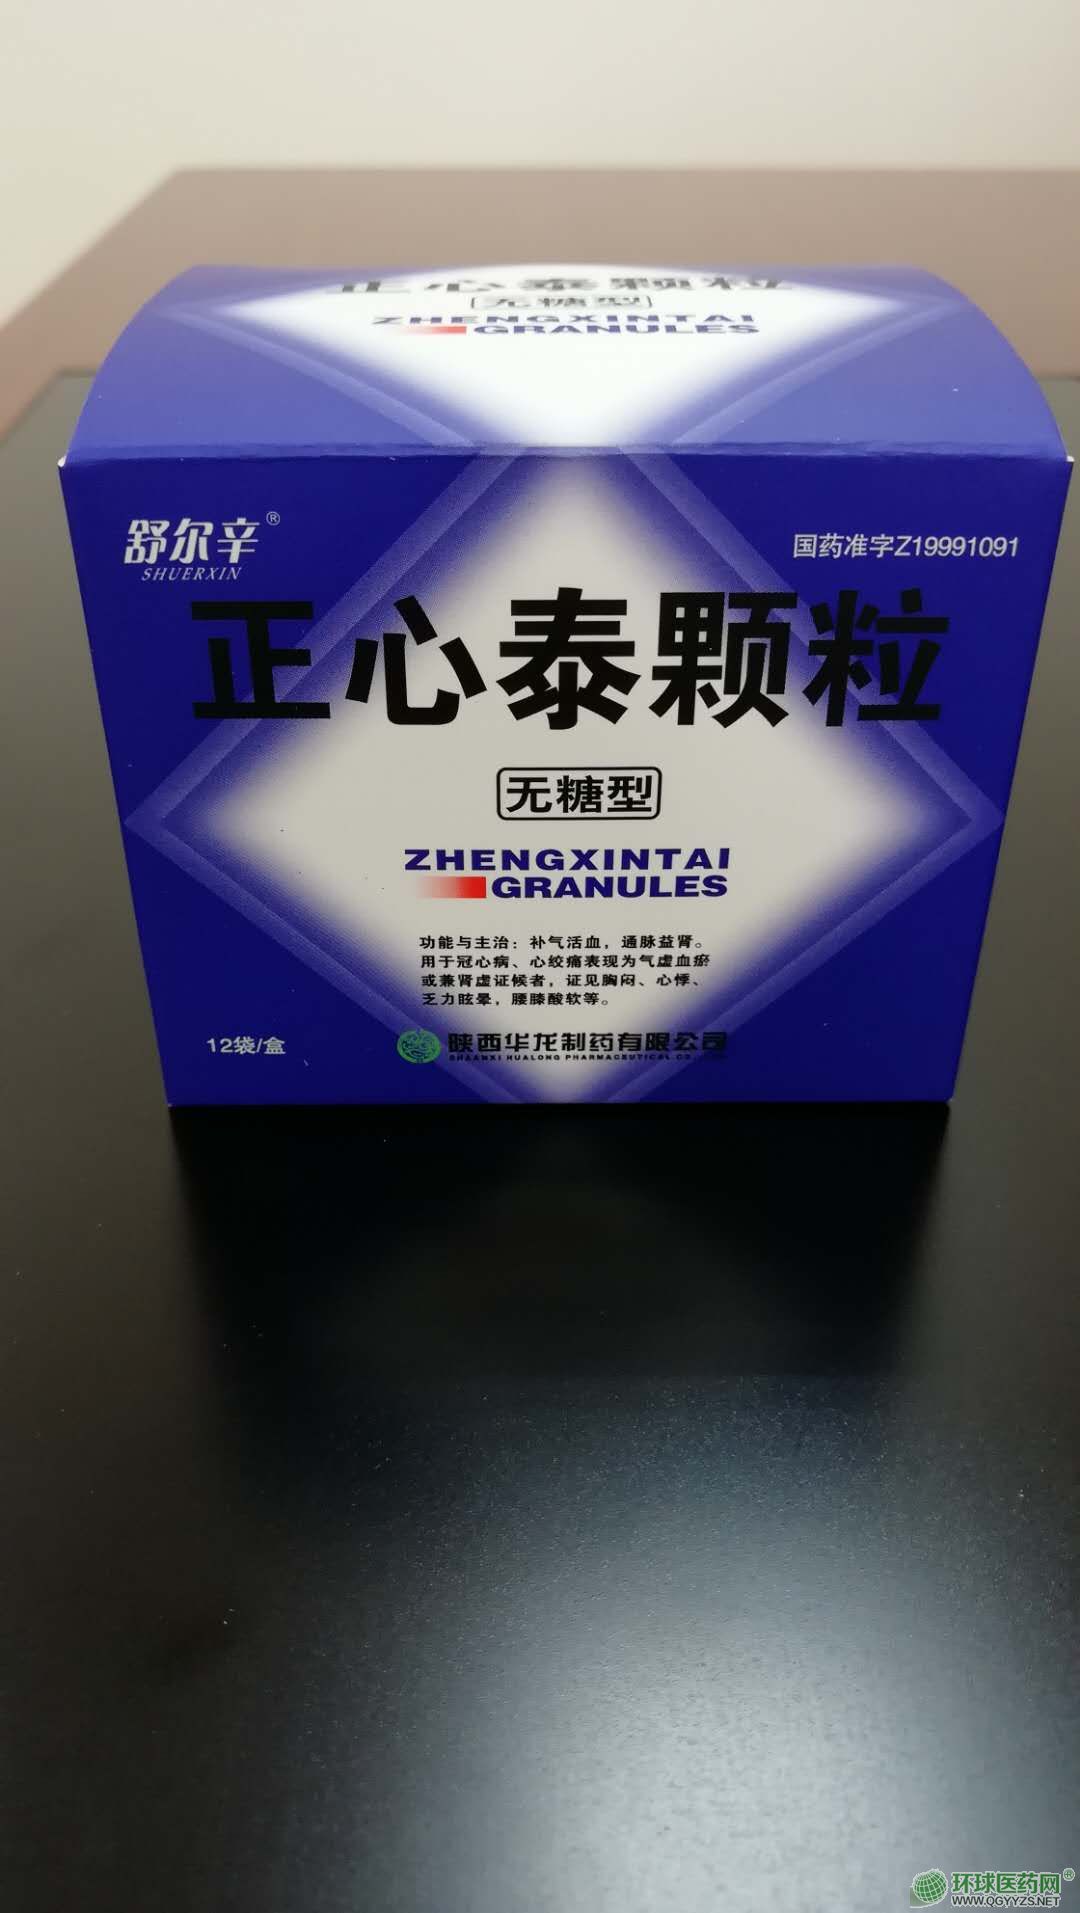 正心泰颗粒
无糖型
ZHENGXINTAI
GRANULES
舒尔辛®
SHUERXIN
国药准字Z19991091
正心泰颗粒
无糖型
ZHENGXINTAI
GRANULES
功能与主治：补气活血，通脉益肾。
用于冠心病、心绞痛表现为气虚血瘀
或兼肾虚证候者，证见胸闷、心悸、
乏力眩晕，腰膝酸软等。
12袋/盒
陕西华龙制药有限公司
SHAANXI HUALONG PHARMACEUTICAL CO.
环球医药网®
WWW.QGYYZS.NET